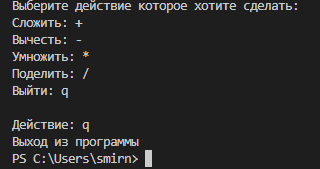 Выберите действие которое хотите сделать:
Сложить: +
Вычесть: -
Умножить: *
Поделить: /
Выйти: q
Действие: q
Выход из программы
PS C:\Users\smirn>